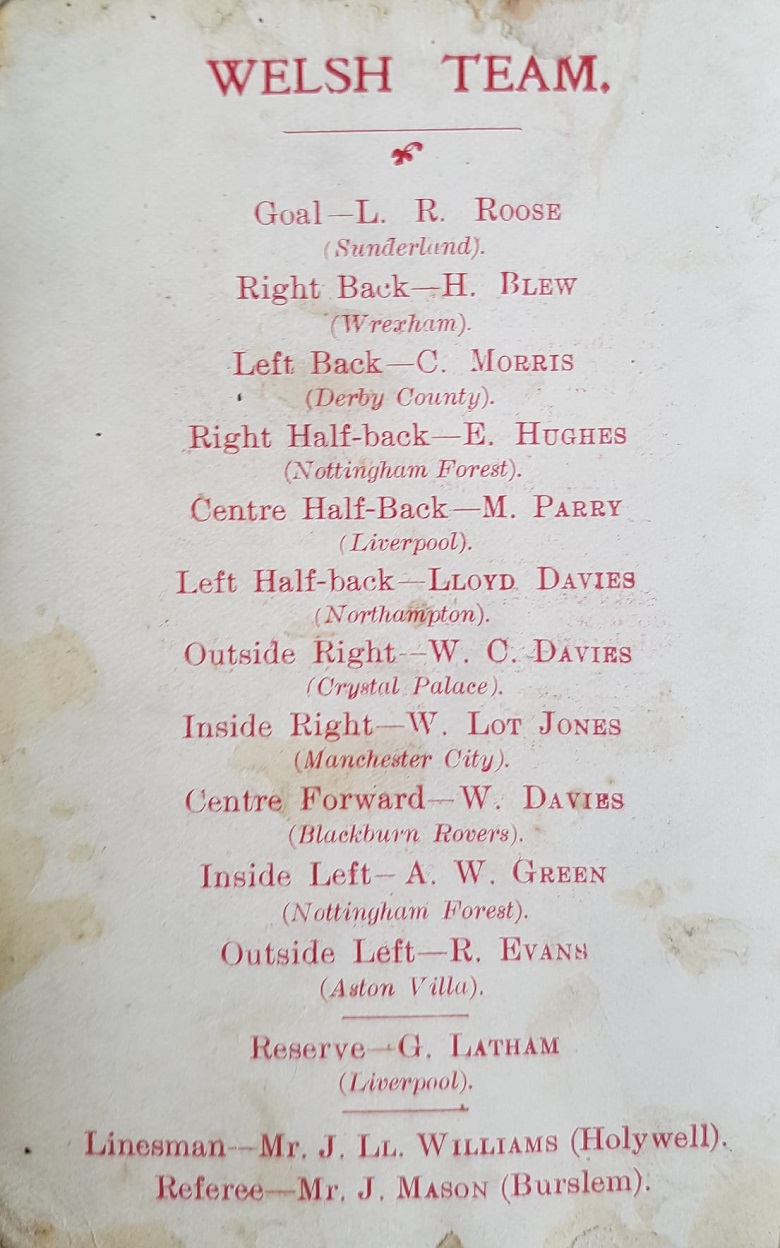 WELSH TEAM.
Goal—L. R. ROOSE
(Sunderland).
Right Back—H. BLEW
(Wrexham).
Left Back—C. MORRIS
(Derby County).
Right Half-back—E. HUGHES
(Nottingham Forest).
Centre Half-Back—M. PARRY
(Liverpool).
Left Half-back—LLOYD DAVIES
(Northampton).
Outside Right—W. C. DAVIES
(Crystal Palace).
Inside Right—W. LOT JONES
(Manchester City).
Centre Forward—W. DAVIES
(Blackburn Rovers).
Inside Left—A. W. GREEN
(Nottingham Forest).
Outside Left—R. EVANS
(Aston Villa).
Reserve—G. LATHAM
(Liverpool).
Linesman—Mr. J. LL. WILLIAMS (Holywell).
Referee—Mr. J. MASON (Burslem).